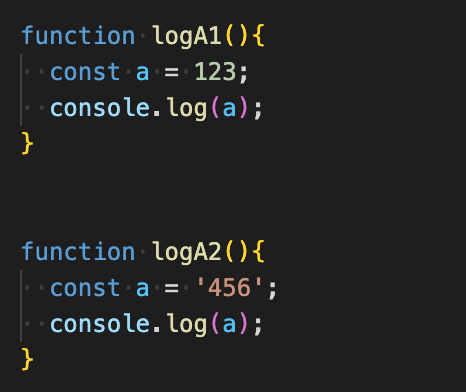 function logA1(){
  const a = 123;
  console.log(a);
}
function logA2(){
  const a = '456';
  console.log(a);
}